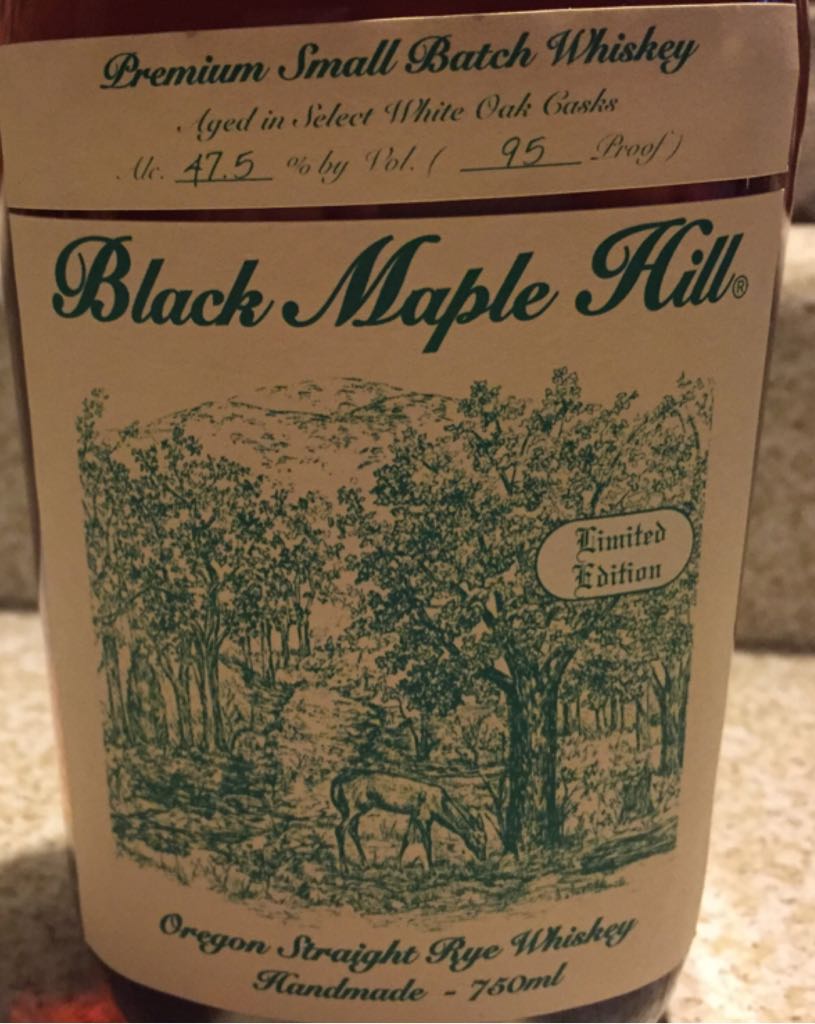 Premium Small Batch Whiskey
Aged in Select White Oak Casks
Alc. 47.5 % by Vol. ( 95 Proof )
Black Maple Hill®
Limited
Edition
Oregon Straight Rye Whiskey
Handmade - 750ml